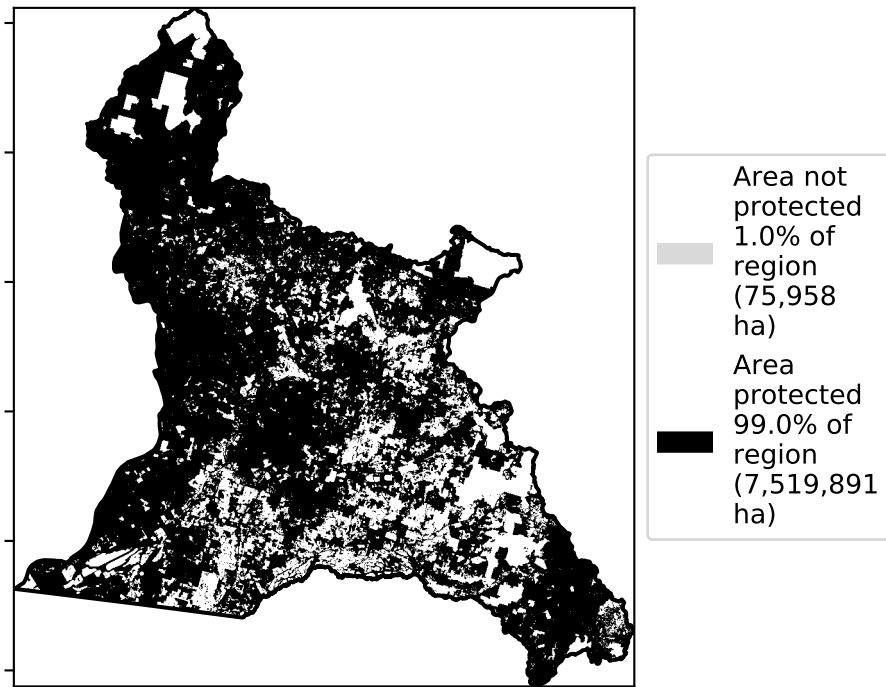 Area not
protected
1.0% of
region
(75,958
ha)
Area
protected
99.0% of
region
(7,519,891
ha)